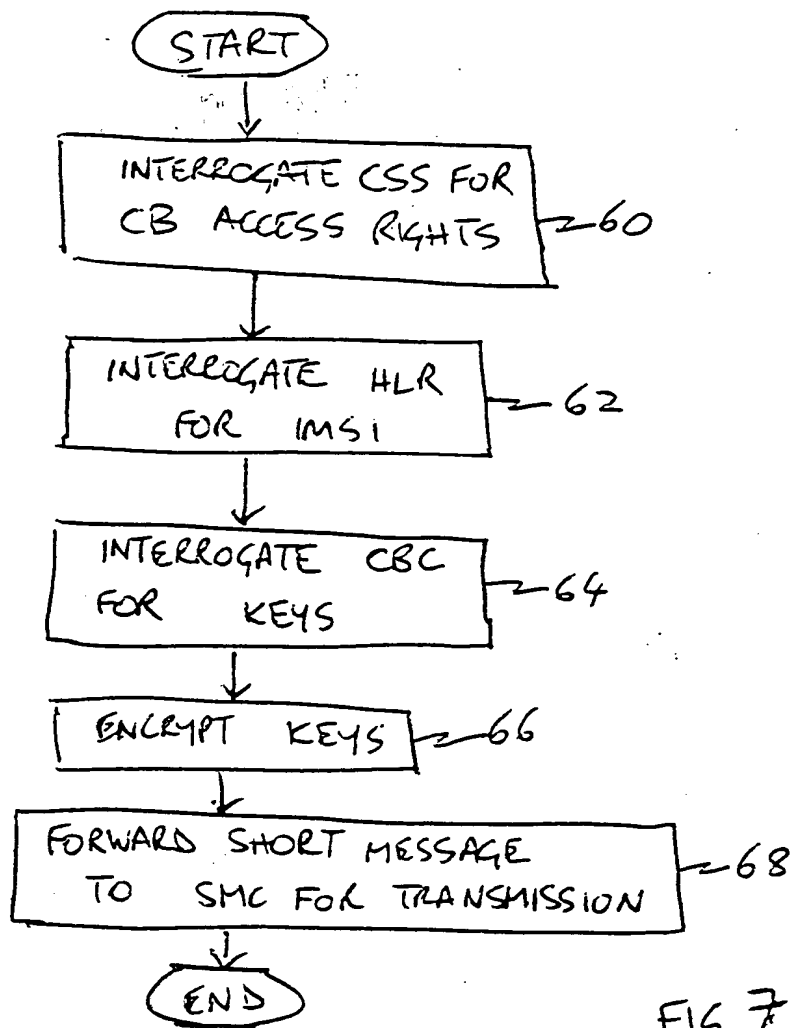 START
INTERROGATE CSS FOR
CB ACCESS RIGHTS
60
INTERROGATE HLR
FOR IMSI
62
INTERROGATE CBC
FOR KEYS
64
ENCRYPT KEYS
66
FORWARD SHORT MESSAGE
TO SMC FOR TRANSMISSION
68
END
FIG 7